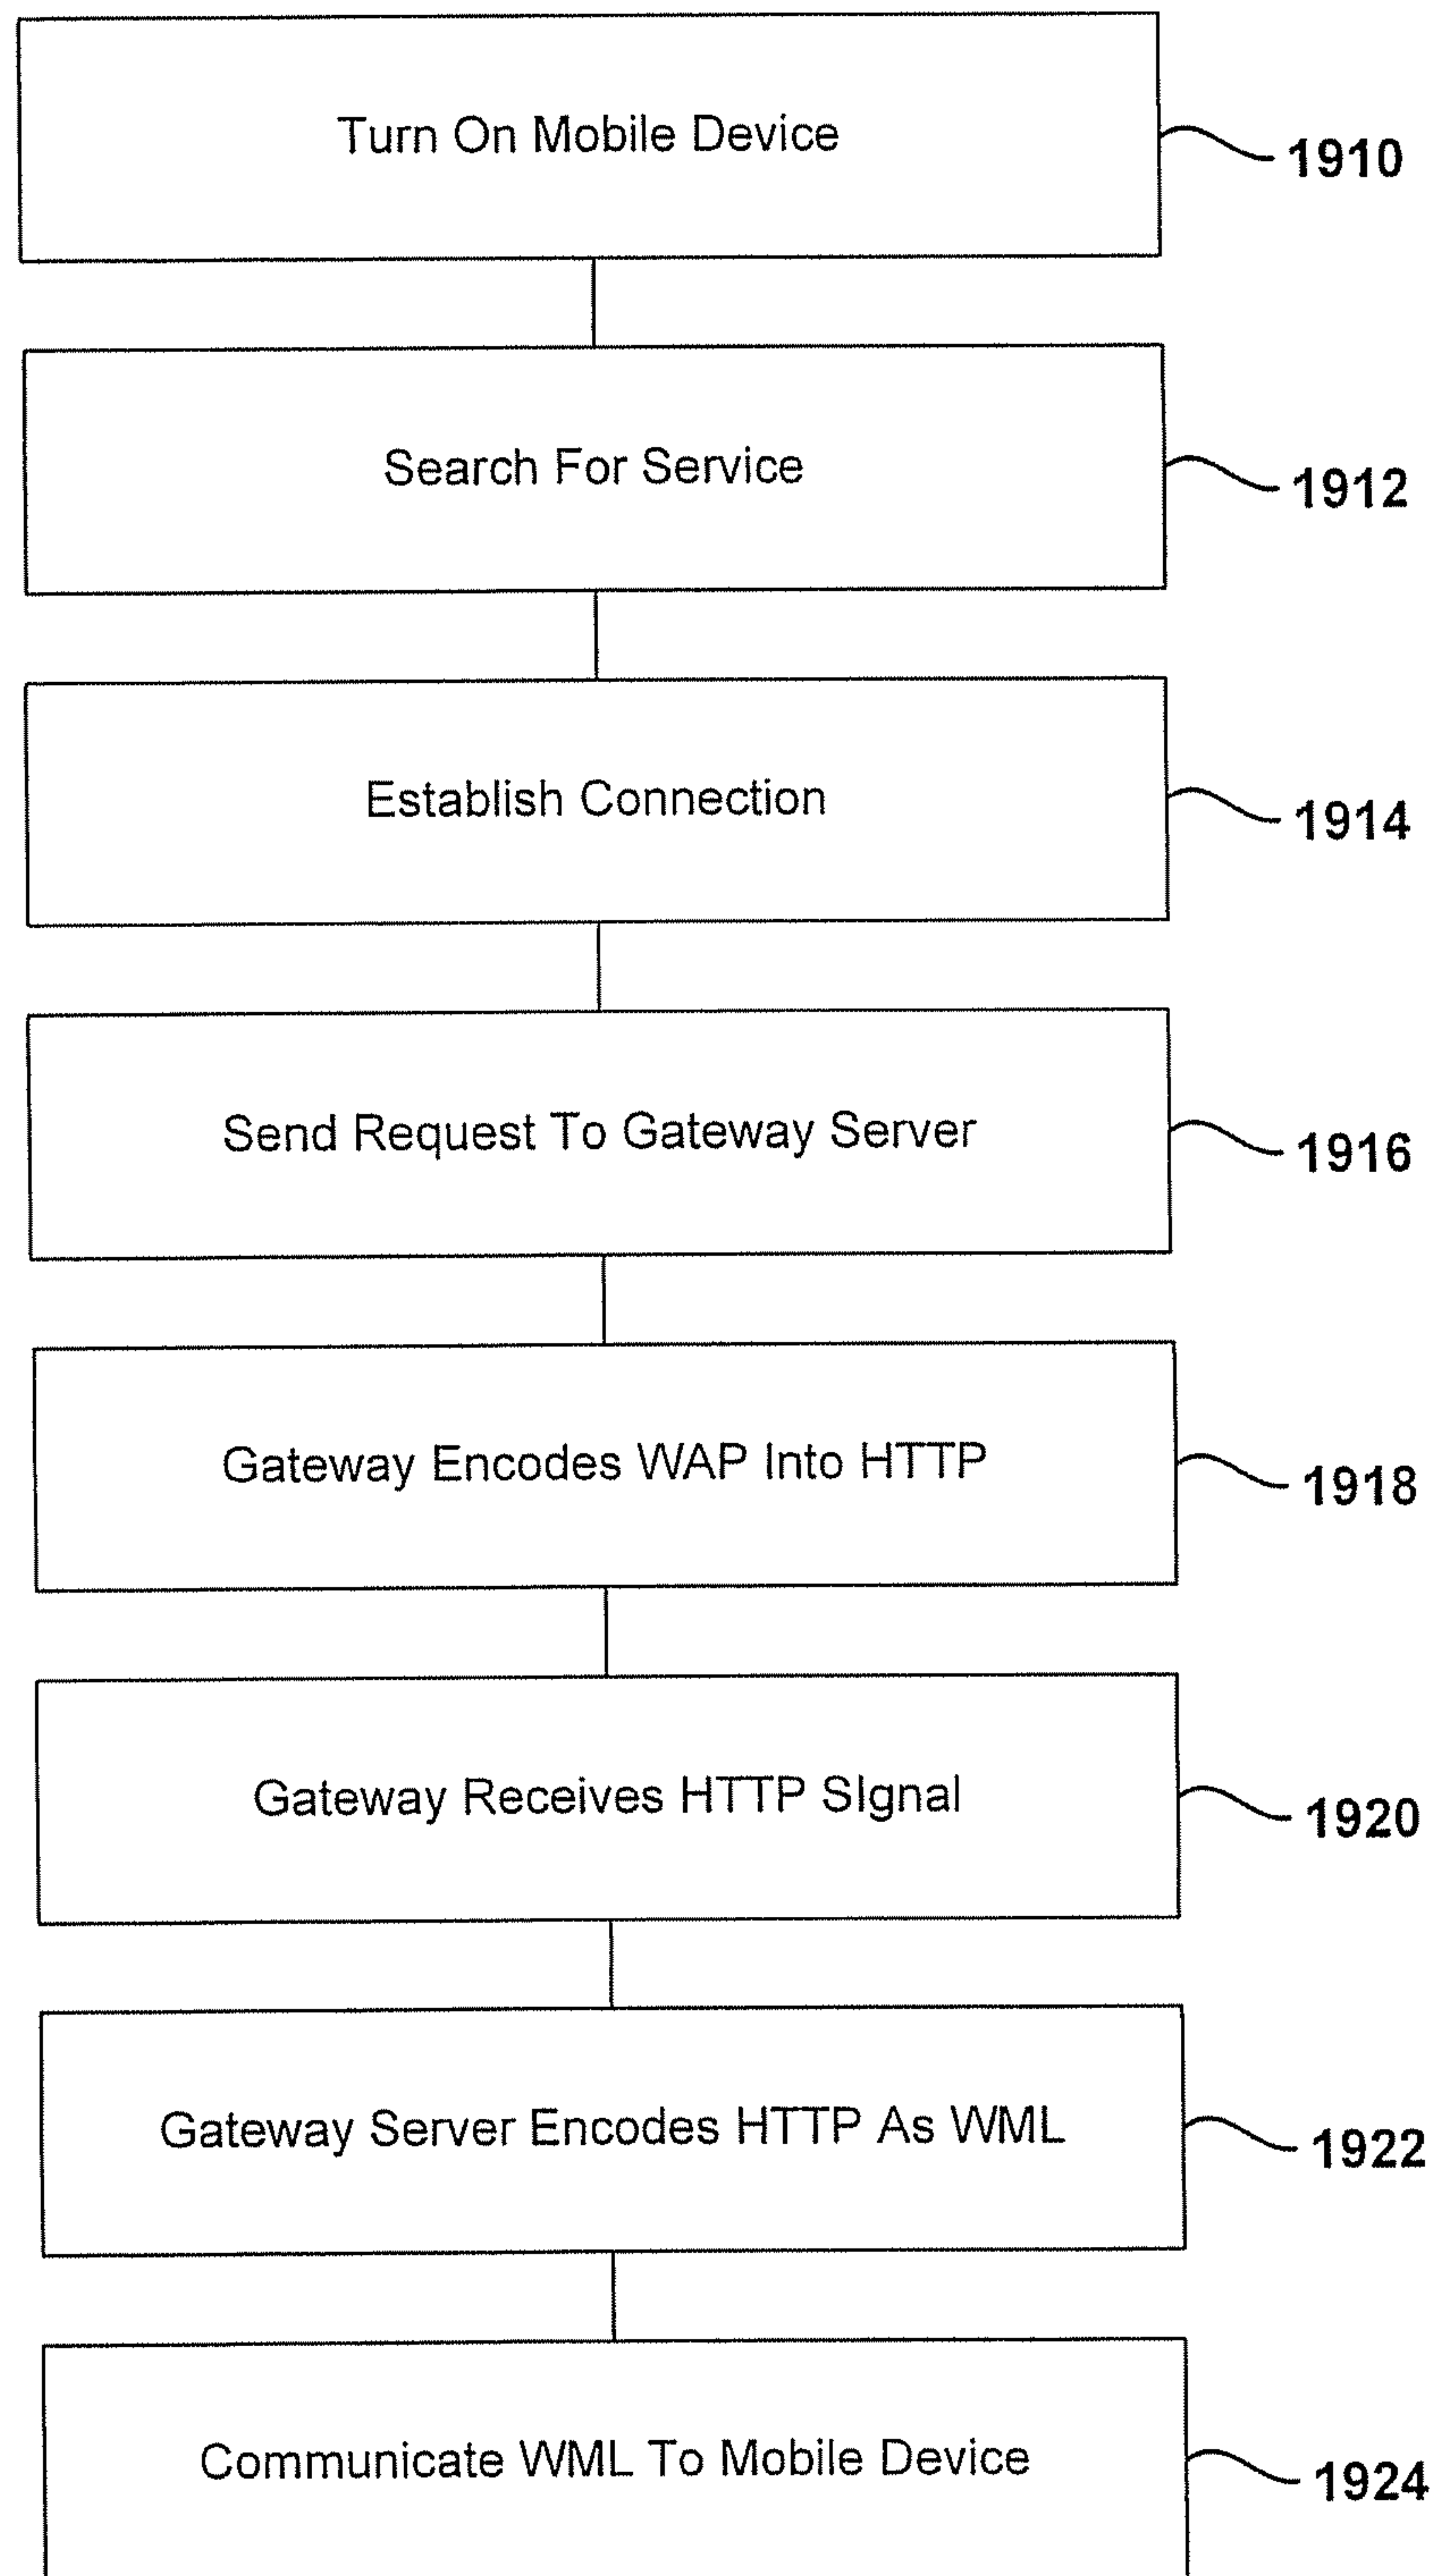 Turn On Mobile Device
1910
Search For Service
1912
Establish Connection
1914
Send Request To Gateway Server
1916
Gateway Encodes WAP Into HTTP
1918
Gateway Receives HTTP SIgnal
1920
Gateway Server Encodes HTTP As WML
1922
Communicate WML To Mobile Device
1924